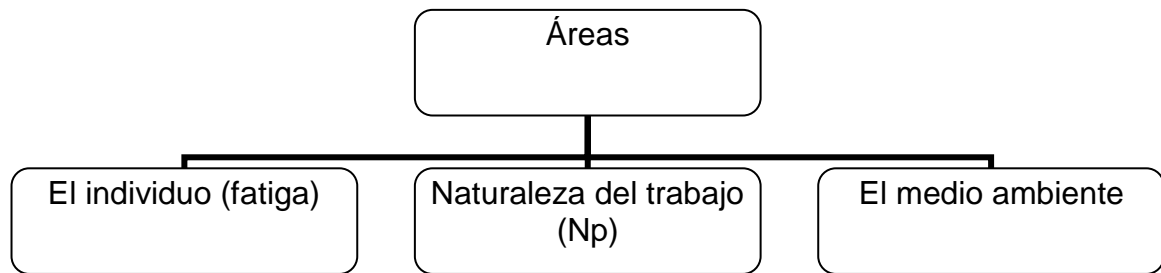 Áreas
El individuo (fatiga)
Naturaleza del trabajo
(Np)
El medio ambiente